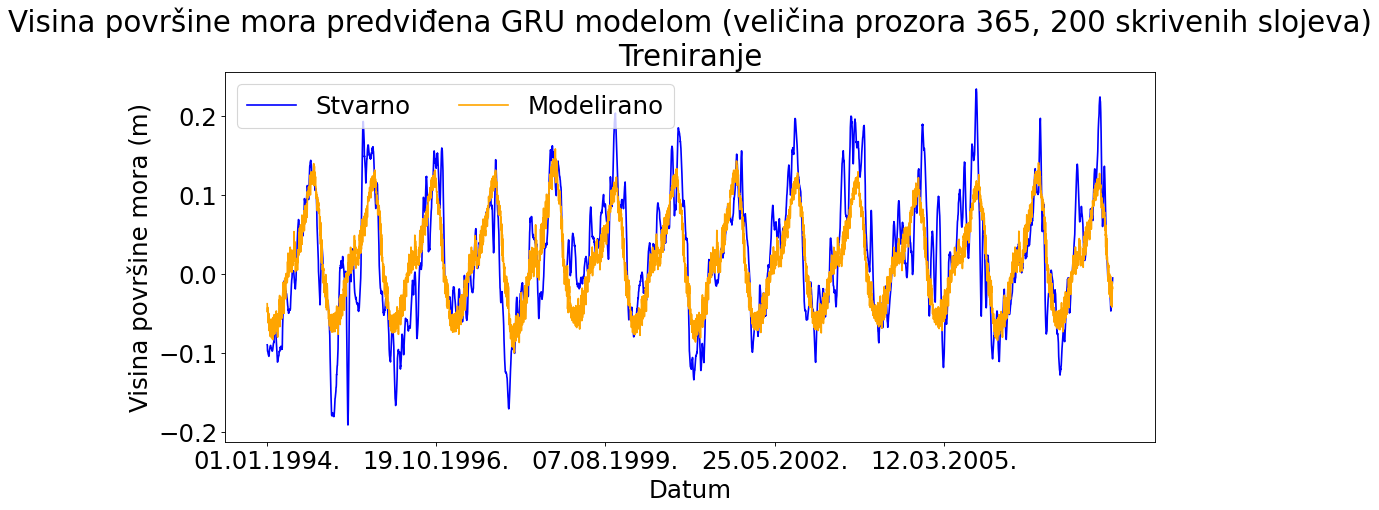 Visina površine mora predviđena GRU modelom (veličina prozora 365, 200 skrivenih slojeva)
Treniranje
Stvarno Modelirano
Visina površine mora (m)
0.2
0.1
0.0
−0.1
−0.2
01.01.1994. 19.10.1996. 07.08.1999. 25.05.2002. 12.03.2005.
Datum